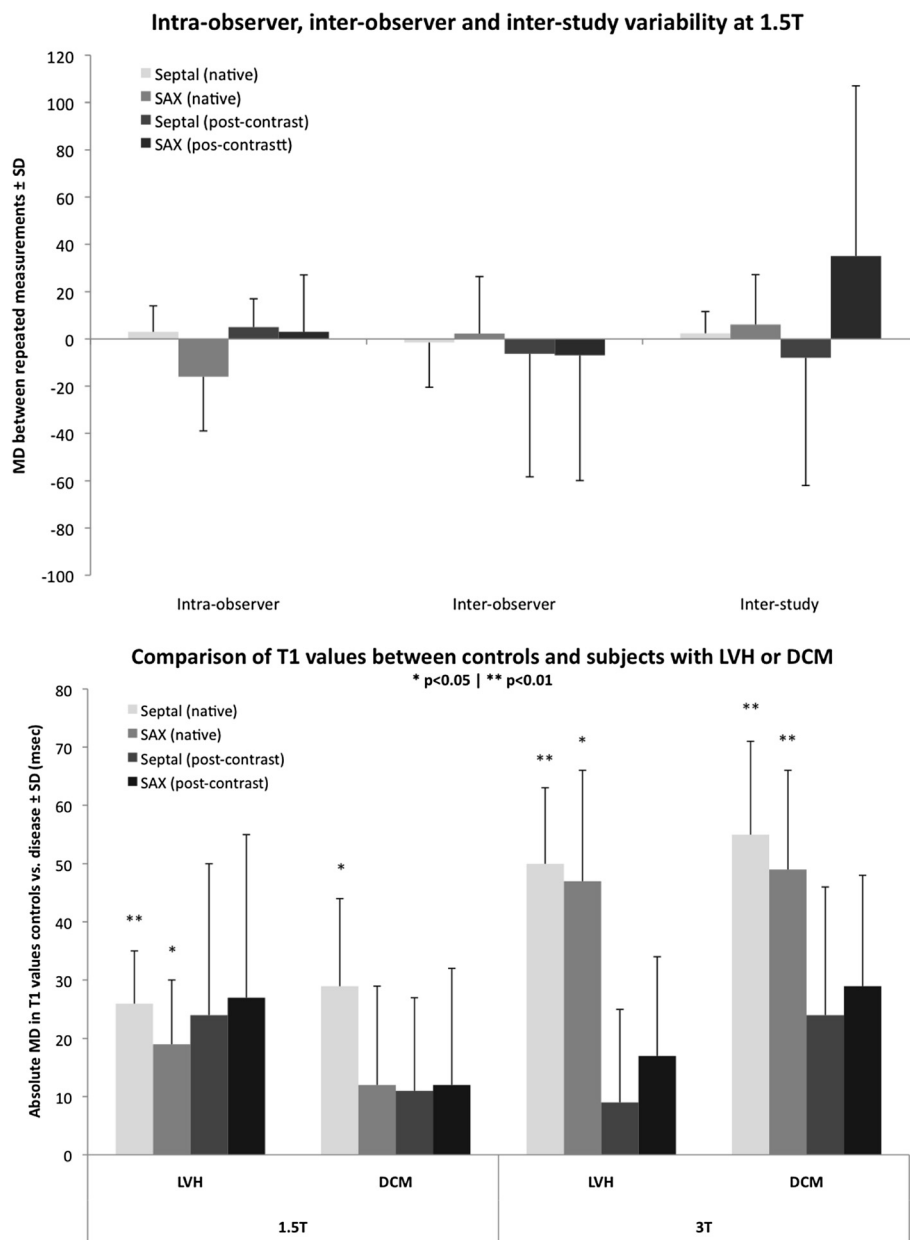 Intra-observer, inter-observer and inter-study variability at 1.5T
120
100
80
60
40
20
0
-20
-40
-60
-80
-100
MD between repeated measurements ± SD
Septal (native)
SAX (native)
Septal (post-contrast)
SAX (pos-contrastt)
Intra-observer Inter-observer Inter-study
Comparison of T1 values between controls and subjects with LVH or DCM
* p<0.05 | ** p<0.01
80
70
60
50
40
30
20
10
0
Absolute MD in T1 values controls vs. disease ± SD (msec)
Septal (native)
SAX (native)
Septal (post-contrast)
SAX (post-contrast)
** * * ** * ** **
LVH DCM LVH DCM
1.5T 3T